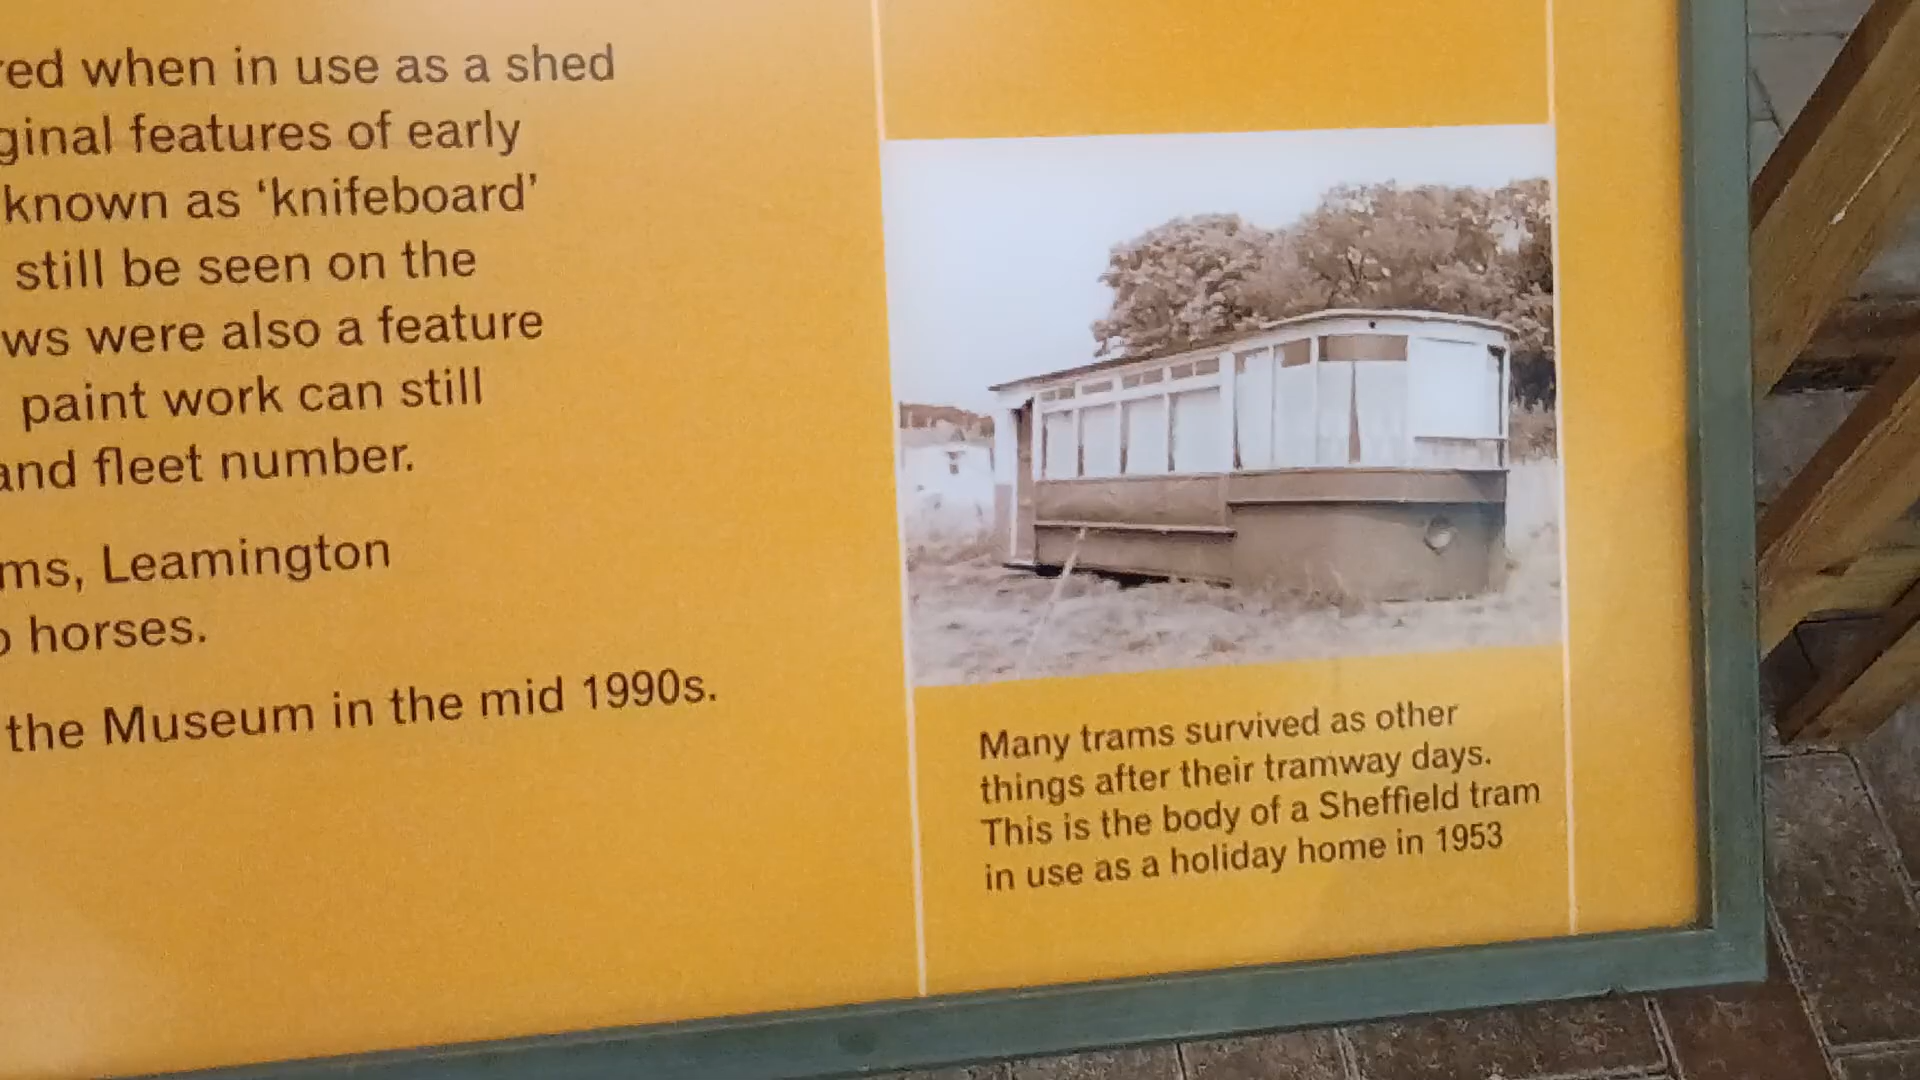 red when in use as a shed
ginal features of early
known as ‘knifeboard’
still be seen on the
ws were also a feature
paint work can still
and fleet number.
ms, Leamington
o horses.
the Museum in the mid 1990s.
Many trams survived as other
things after their tramway days.
This is the body of a Sheffield tram
in use as a holiday home in 1953